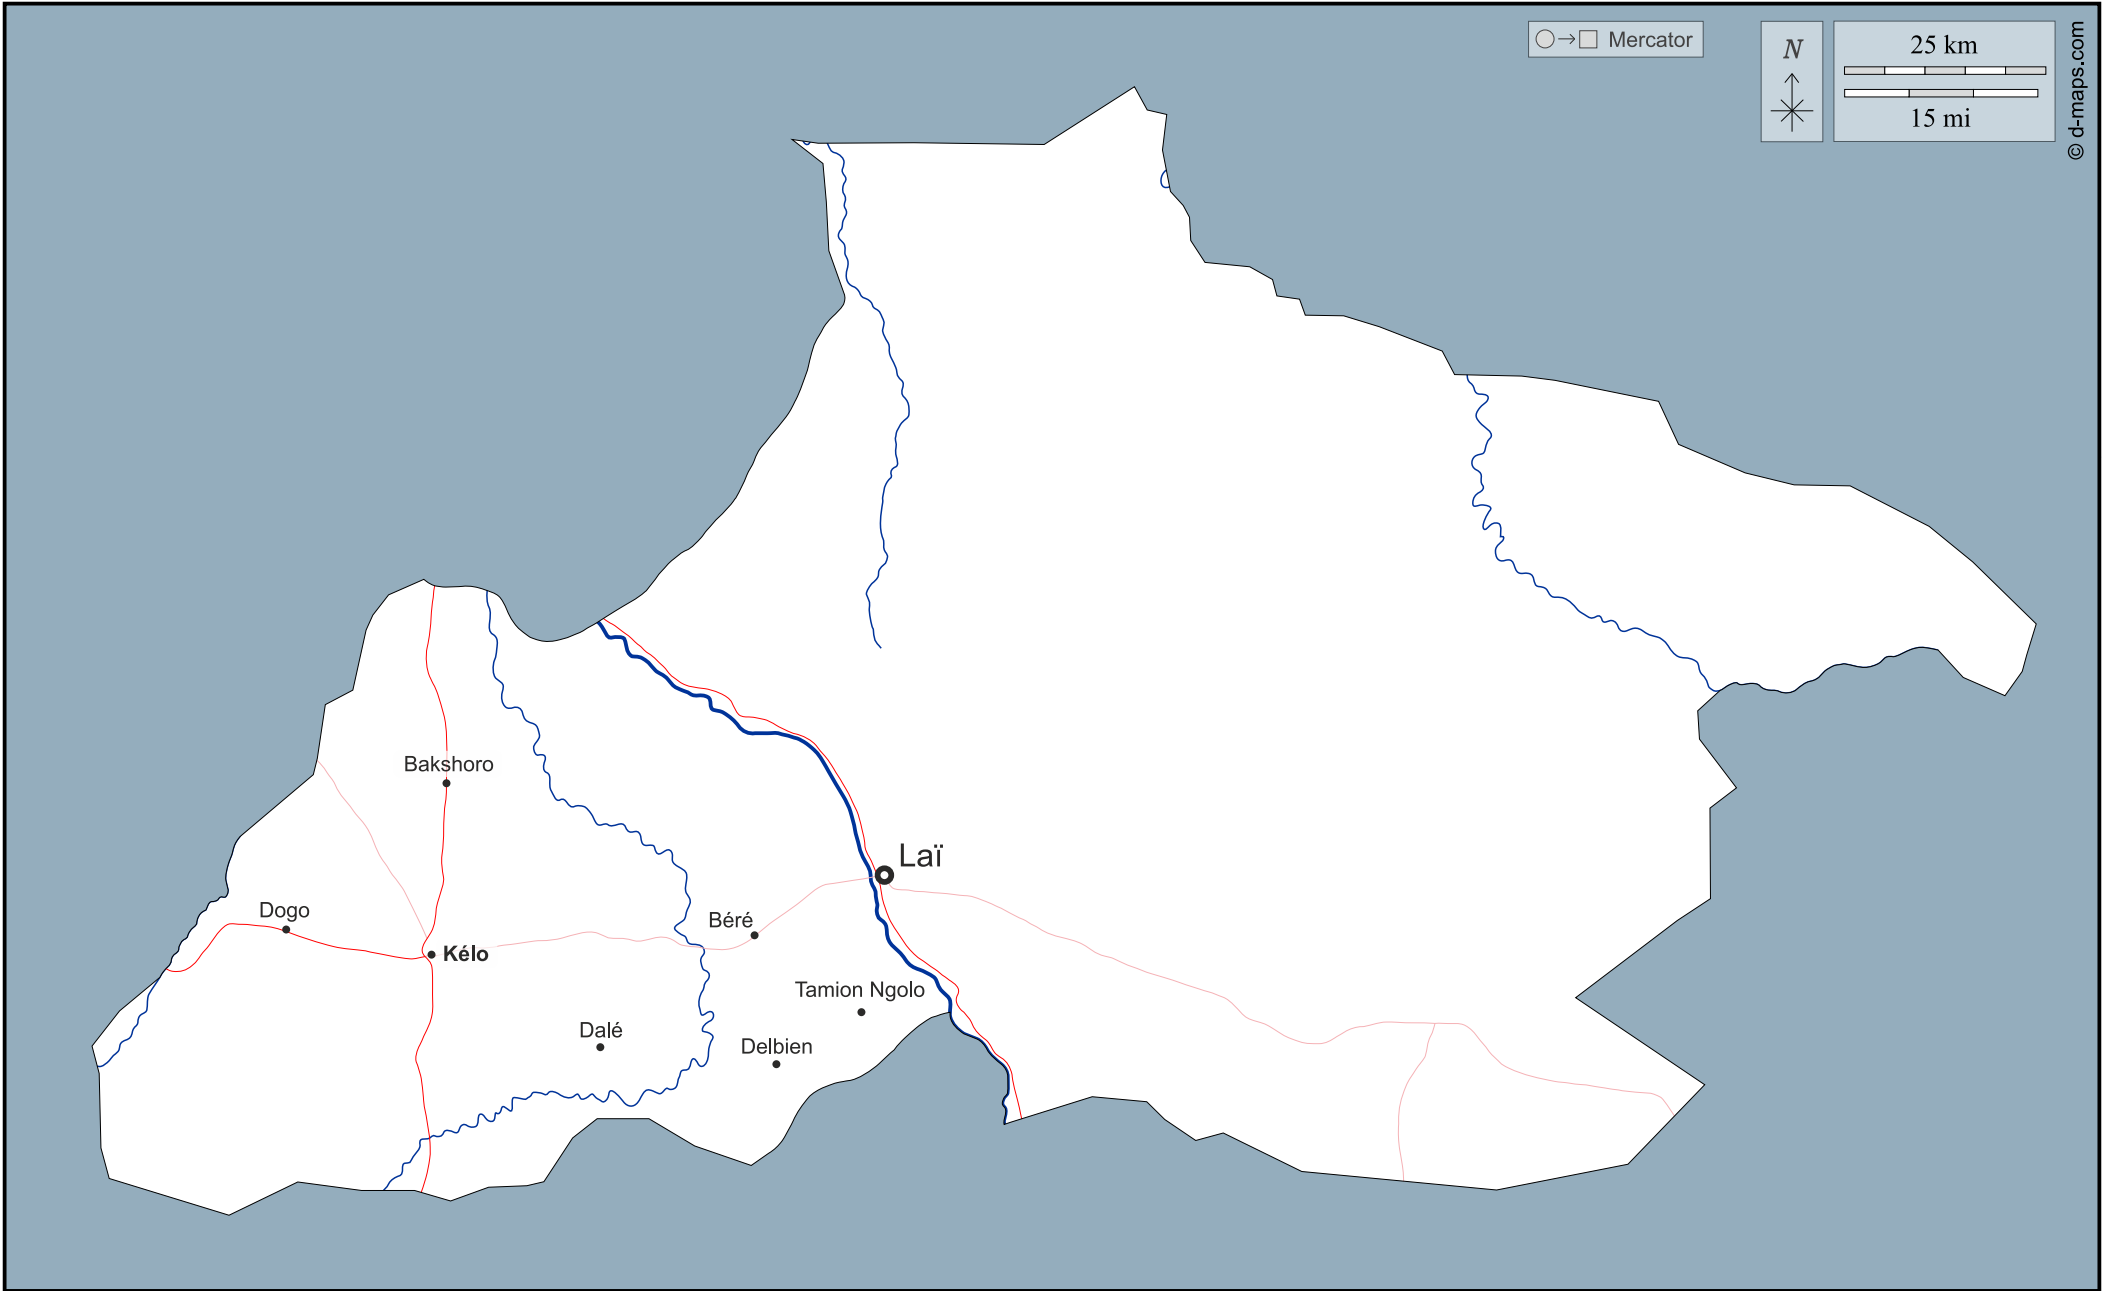 Mercator
N
25 km
15 mi
© d-maps.com
Bakshoro
Laï
Dogo
Béré
Kélo
Tamion Ngolo
Dalé
Delbien